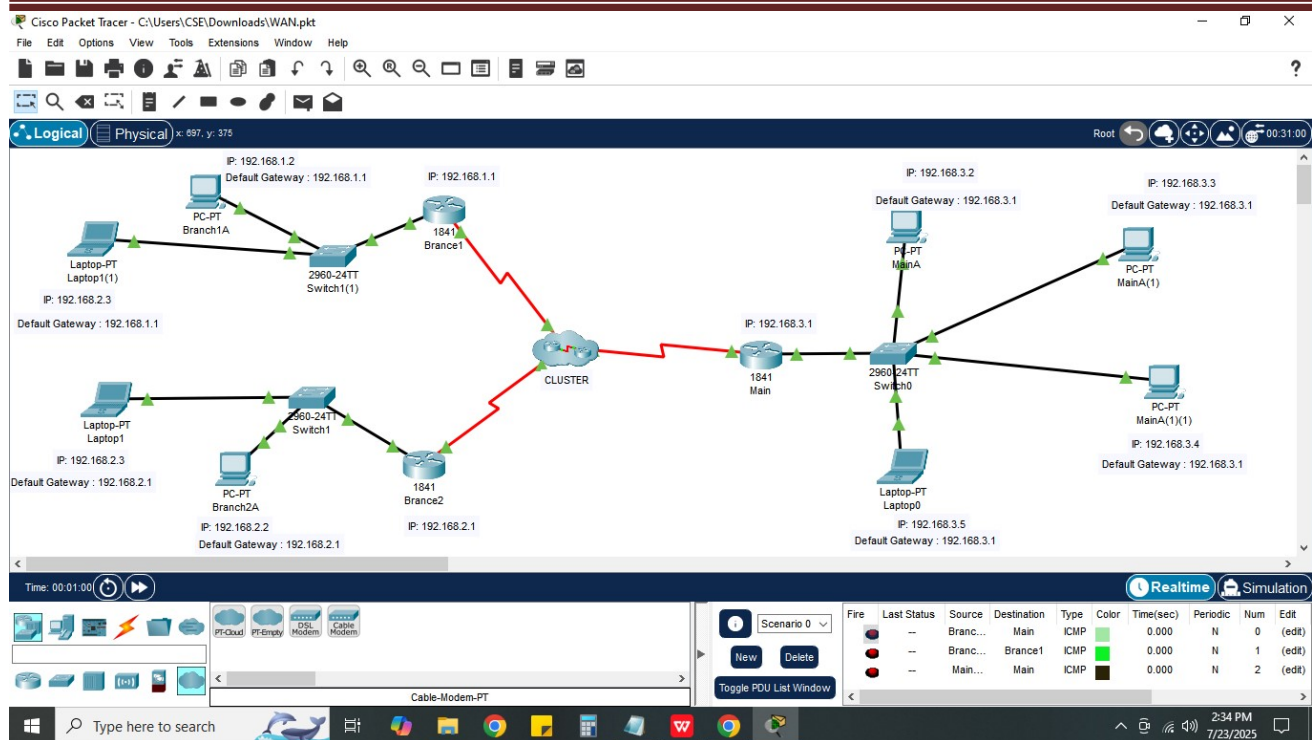 Cisco Packet Tracer - C:\Users\CSE\Downloads\WAN.pkt
File Edit Options View Tools Extensions Window Help
?
Logical Physical x: 697, y: 375 Root 00:31:00
IP: 192.168.1.2
Default Gateway : 192.168.1.1
PC-PT
Branch1A
Laptop-PT
Laptop1(1)
IP: 192.168.2.3
Default Gateway : 192.168.1.1
2960-24TT
Switch1(1)
IP: 192.168.1.1
1841
Brance1
CLUSTER
IP: 192.168.3.1
1841
Main
IP: 192.168.3.2
Default Gateway : 192.168.3.1
PC-PT
MainA
IP: 192.168.3.3
Default Gateway : 192.168.3.1
PC-PT
MainA(1)
2960-24TT
Switch0
PC-PT
MainA(1)(1)
IP: 192.168.3.4
Default Gateway : 192.168.3.1
Laptop-PT
Laptop0
IP: 192.168.3.5
Default Gateway : 192.168.3.1
Laptop-PT
Laptop1
IP: 192.168.2.3
Default Gateway : 192.168.2.1
2960-24TT
Switch1
PC-PT
Branch2A
IP: 192.168.2.2
Default Gateway : 192.168.2.1
1841
Brance2
IP: 192.168.2.1
Time: 00:01:00 Realtime Simulation
PT-Cloud PT-Empty DSL Modem Cable Modem
Cable-Modem-PT
Scenario 0
New Delete
Toggle PDU List Window
Fire Last Status Source Destination Type Color Time(sec) Periodic Num Edit
-- Branc... Main ICMP 0.000 N 0 (edit)
-- Branc... Brance1 ICMP 0.000 N 1 (edit)
-- Main... Main ICMP 0.000 N 2 (edit)
Type here to search
2:34 PM
7/23/2025